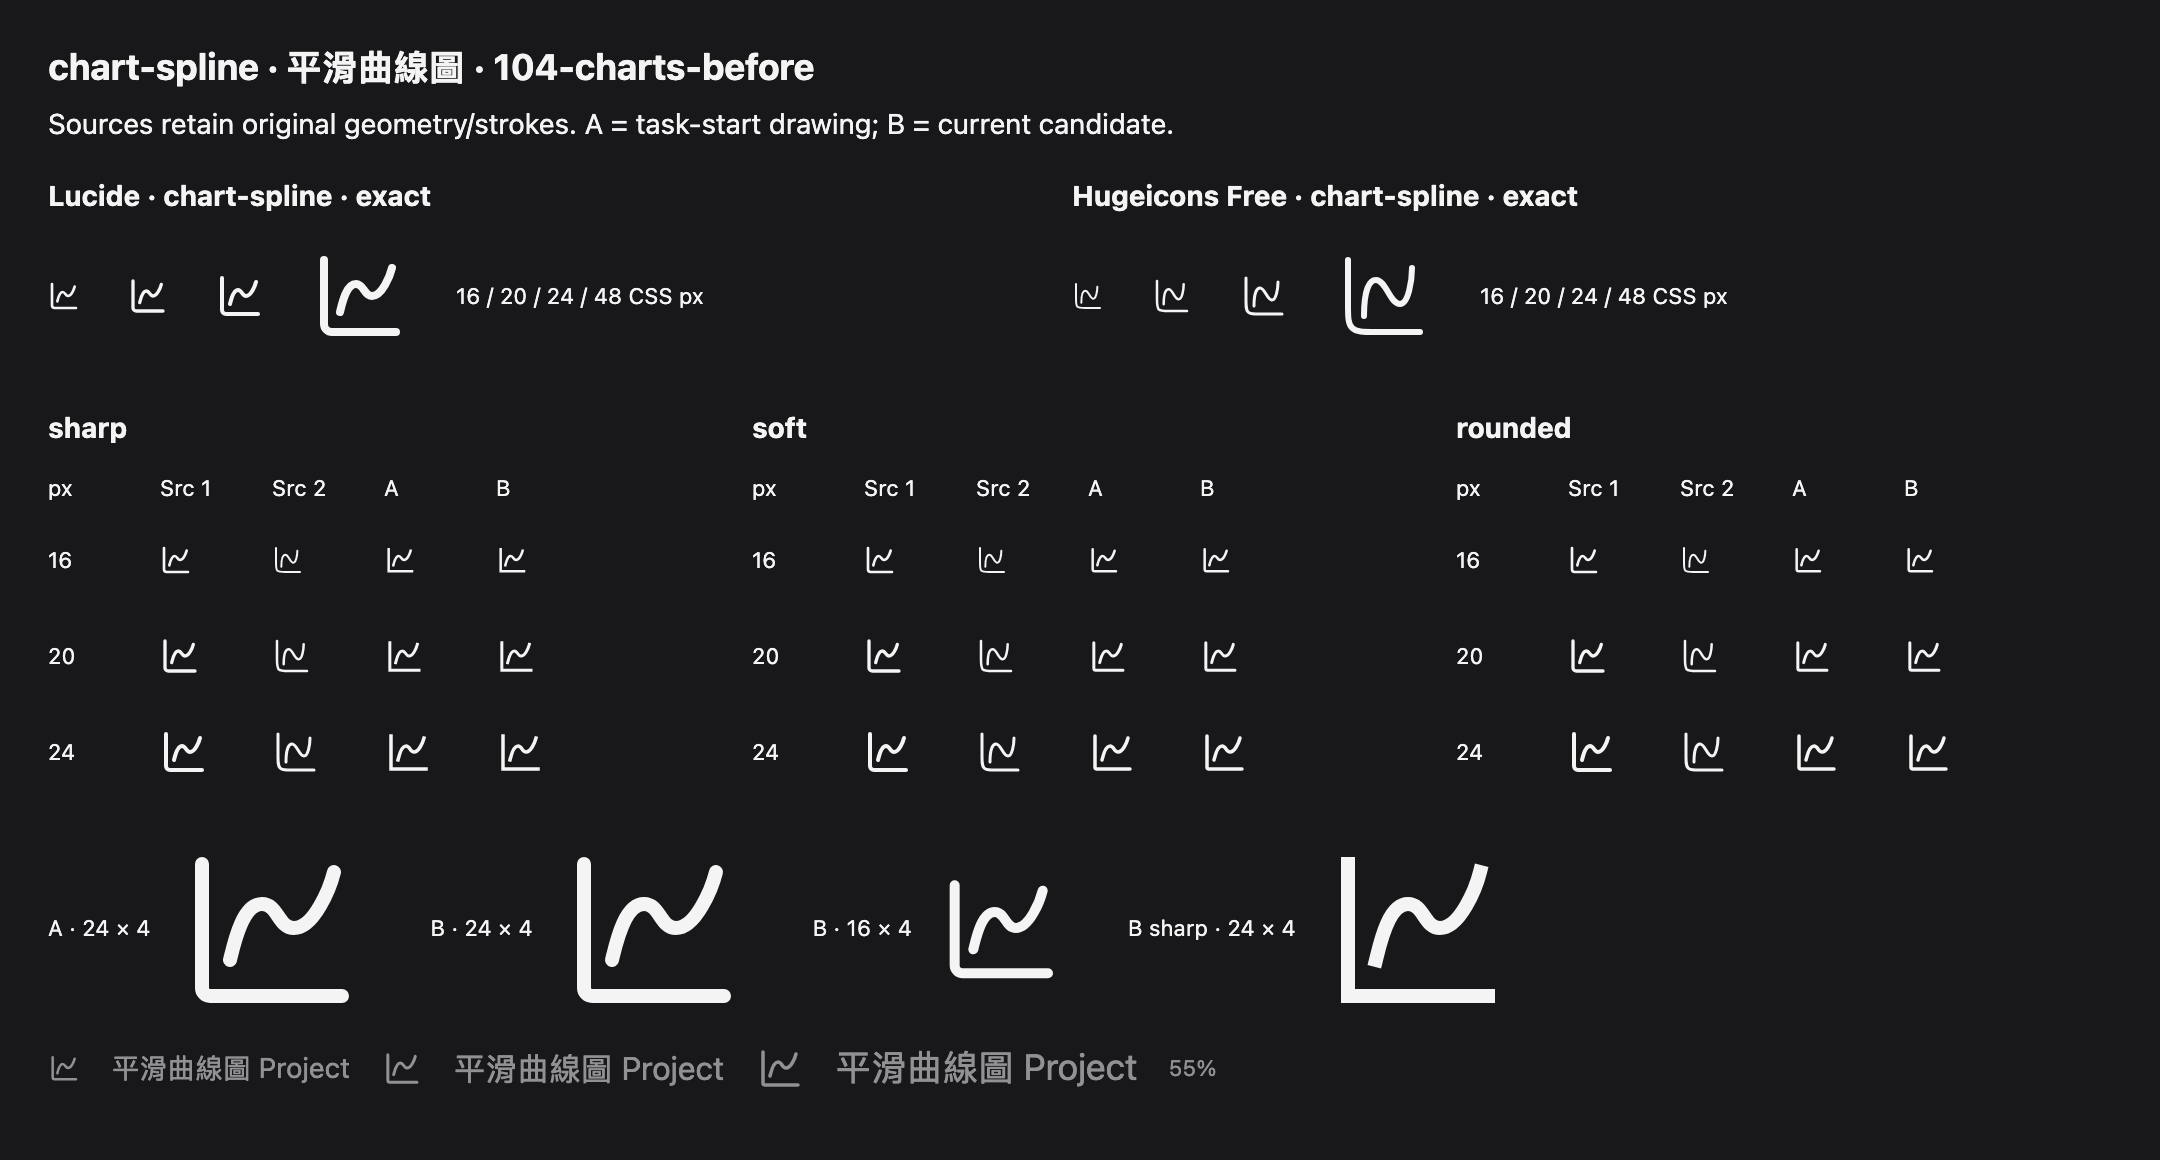 chart-spline · 平滑曲線圖 · 104-charts-before
Sources retain original geometry/strokes. A = task-start drawing; B = current candidate.
Lucide · chart-spline · exact
16 / 20 / 24 / 48 CSS px
Hugeicons Free · chart-spline · exact
16 / 20 / 24 / 48 CSS px
sharp
px Src 1 Src 2 A B
16
20
24
soft
px Src 1 Src 2 A B
16
20
24
rounded
px Src 1 Src 2 A B
16
20
24
A · 24 × 4
B · 24 × 4
B · 16 × 4
B sharp · 24 × 4
平滑曲線圖 Project 平滑曲線圖 Project 平滑曲線圖 Project 55%